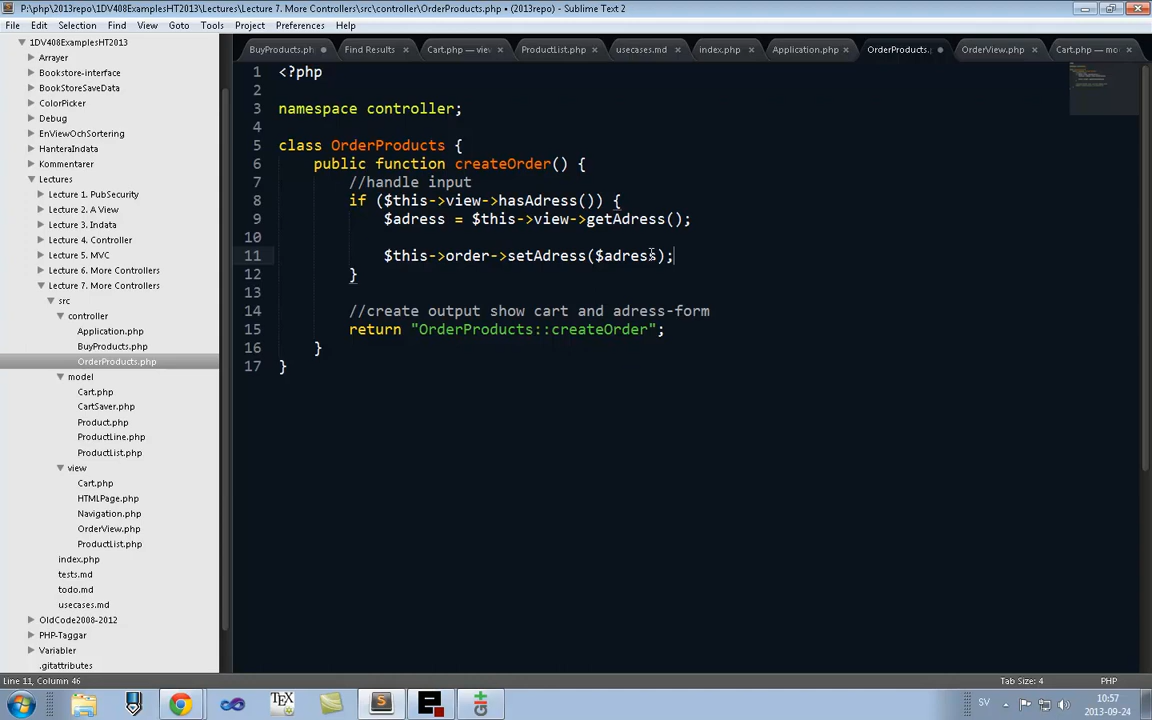 P:\php\php\1DV408ExamplesHT2013\Lectures\Lecture 7. More Controllers\src\controller\OrderProducts.php • (2013repo) - Sublime Text 2
File Edit Selection Find View Goto Tools Project Preferences Help
1DV408ExamplesHT2013
Arrayer
Bookstore-interface
BookStoreSaveData
ColorPicker
Debug
EnViewOchSortering
HanteraIndata
Kommentarer
Lectures
Lecture 1. PubSecurity
Lecture 2. A View
Lecture 3. Indata
Lecture 4. Controller
Lecture 5. MVC
Lecture 6. More Controllers
Lecture 7. More Controllers
src
controller
Application.php
BuyProducts.php
OrderProducts.php
model
Cart.php
CartSaver.php
Product.php
ProductLine.php
ProductList.php
view
Cart.php
HTMLPage.php
Navigation.php
OrderView.php
ProductList.php
index.php
tests.md
todo.md
usecases.md
OldCode2008-2012
PHP-Taggar
Variabler
.gitattributes
BuyProducts.ph Find Results Cart.php — view ProductList.php usecases.md index.php Application.php OrderProducts. OrderView.php Cart.php — mo
1 <?php
2
3 namespace controller;
4
5 class OrderProducts {
6 public function createOrder() {
7 //handle input
8 if ($this->view->hasAdress()) {
9 $adress = $this->view->getAdress();
10
11 $this->order->setAdress($adress);
12 }
13
14 //create output show cart and adress-form
15 return "OrderProducts::createOrder";
16 }
17 }
Line 11, Column 46 Tab Size: 4 PHP
SV 10:57
2013-09-24